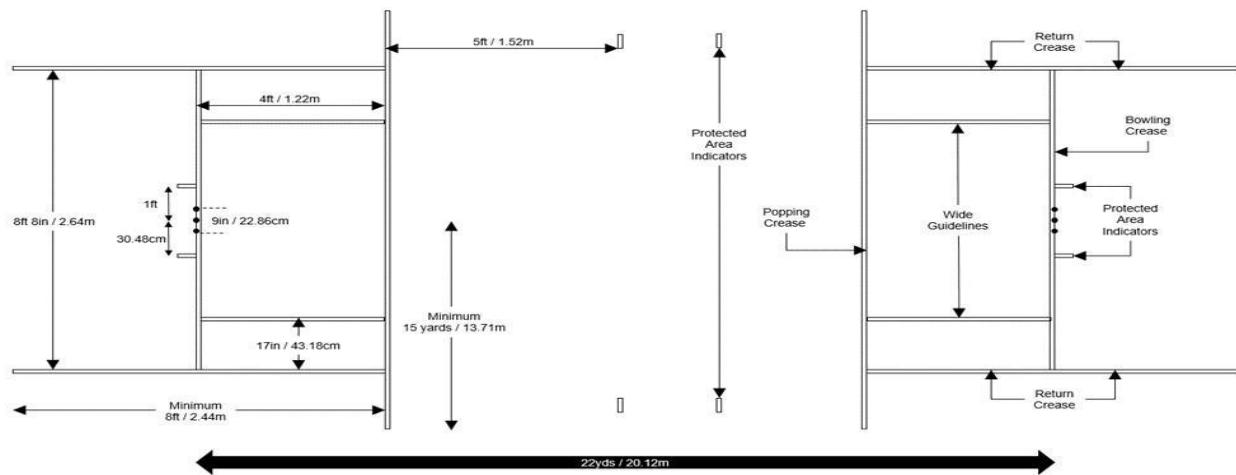 5ft / 1.52m
Return
Crease
4ft / 1.22m
Protected
Area
Indicators
Bowling
Crease
1ft
8ft 8in / 2.64m
9in / 22.86cm
30.48cm
Popping
Crease
Wide
Guidelines
Protected
Area
Indicators
Minimum
15 yards / 13.71m
17in / 43.18cm
Minimum
8ft / 2.44m
Return
Crease
22yds / 20.12m